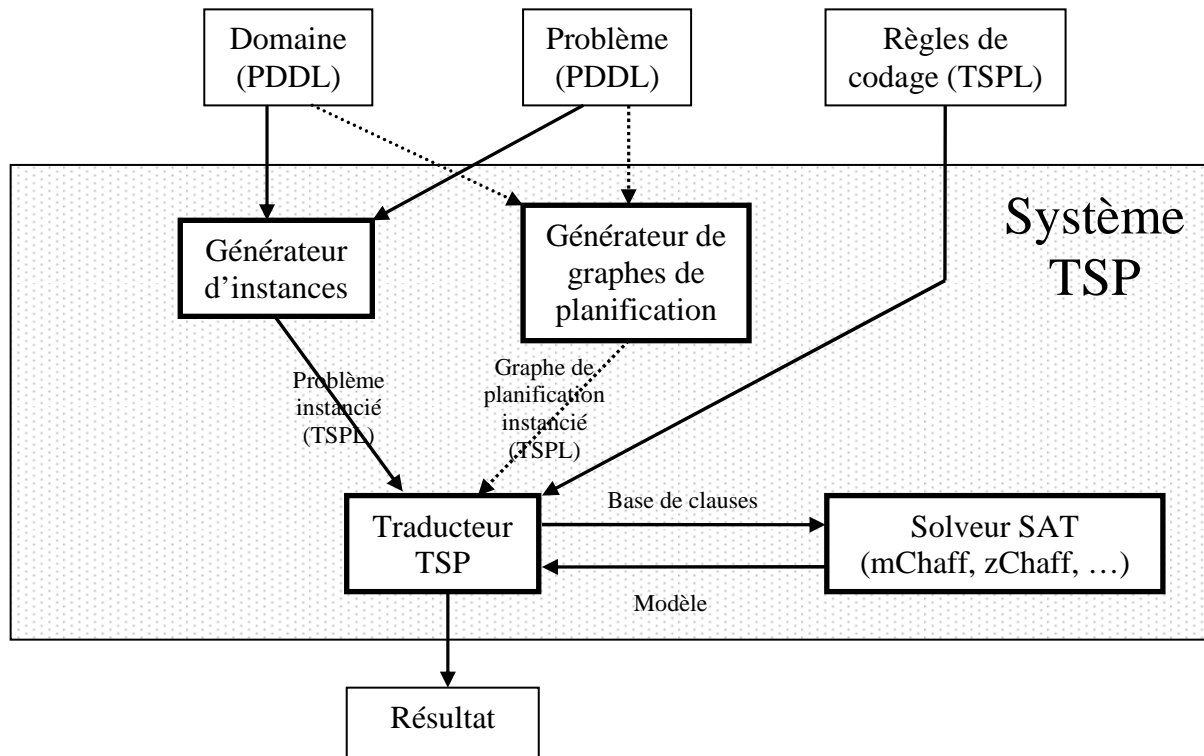 Domaine
(PDDL)
Problème
(PDDL)
Règles de
codage (TSPL)
Système
TSP
Générateur
d’instances
Générateur de
graphes de
planification
Problème
instancié
(TSPL)
Graphe de
planification
instancié
(TSPL)
Base de clauses
Traducteur
TSP
Solveur SAT
(mChaff, zChaff, …)
Modèle
Résultat